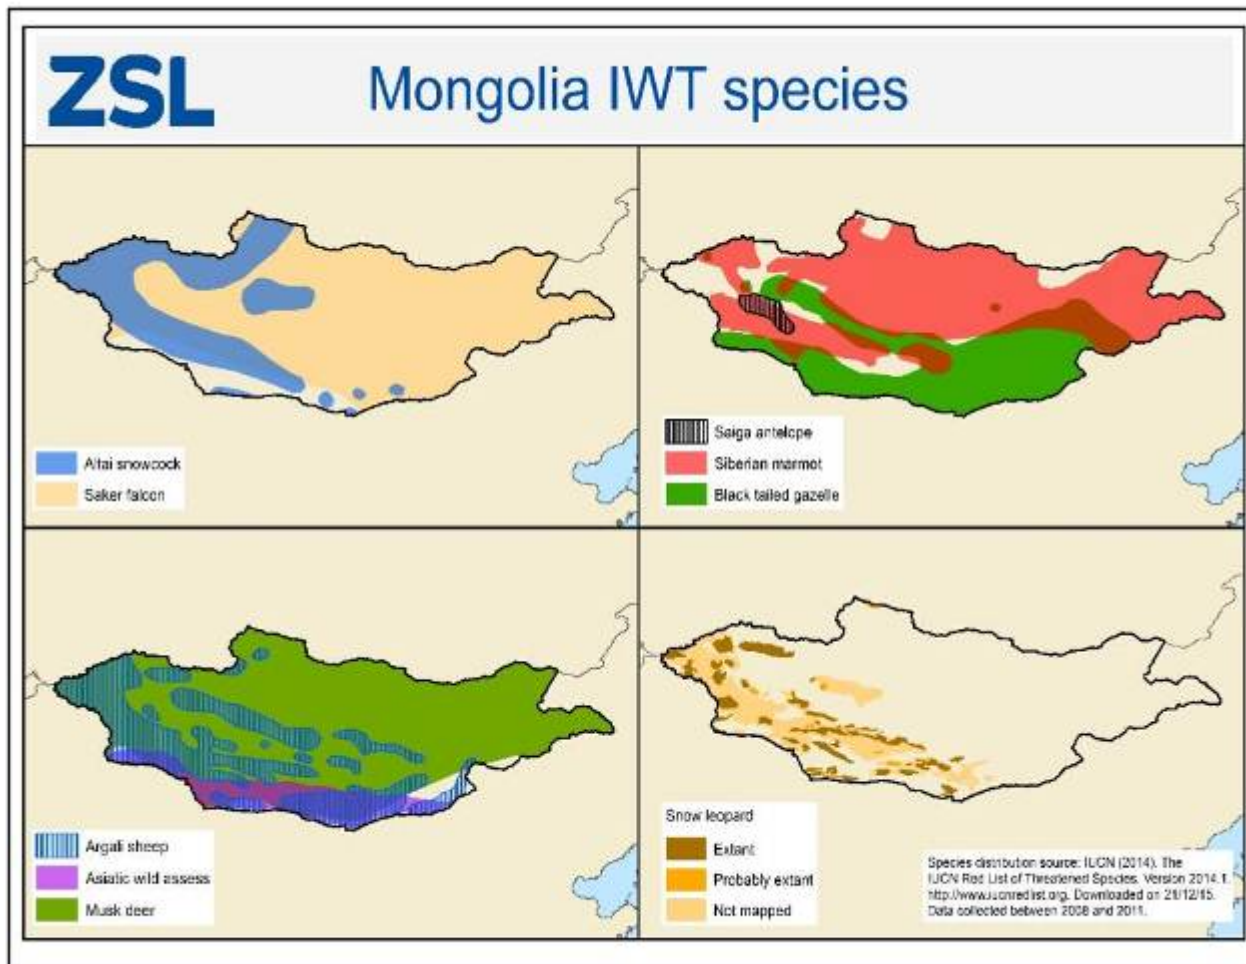 ZSL
Mongolia IWT species
Altai snowcock
Saker falcon
Saiga antelope
Siberian marmot
Black tailed gazelle
Argali sheep
Asiatic wild assess
Musk deer
Snow leopard
Extant
Probably extant
Not mapped
Species distribution source: IUCN (2014). The
IUCN Red List of Threatened Species. Version 2014.1.
http://www.iucnredlist.org. Downloaded on 21/12/15.
Data collected between 2008 and 2011.